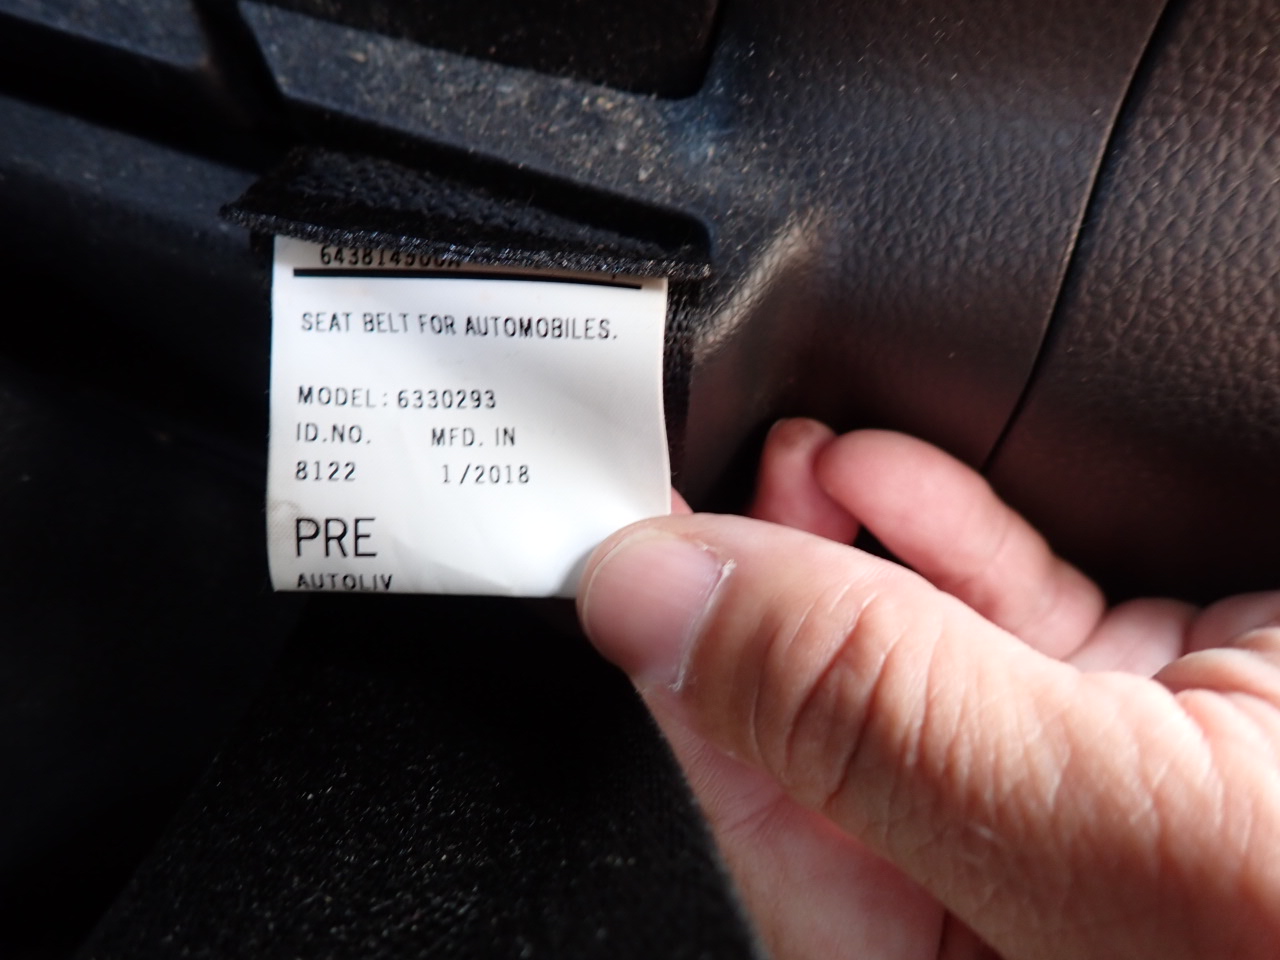 SEAT BELT FOR AUTOMOBILES.
MODEL: 6330293
ID.NO. MFD. IN
8122 1/2018
PRE
AUTOLIV